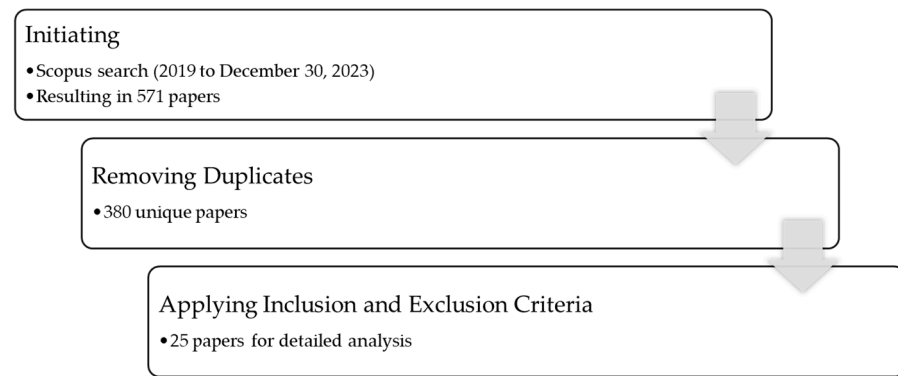 Initiating
•Scopus search (2019 to December 30, 2023)
•Resulting in 571 papers
Removing Duplicates
•380 unique papers
Applying Inclusion and Exclusion Criteria
•25 papers for detailed analysis